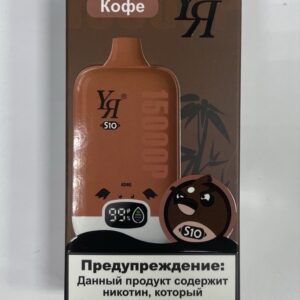 Кофе
YЯ
YЯ
S10
15000P
99%
S10
Предупреждение:
Данный продукт содержит
никотин, который